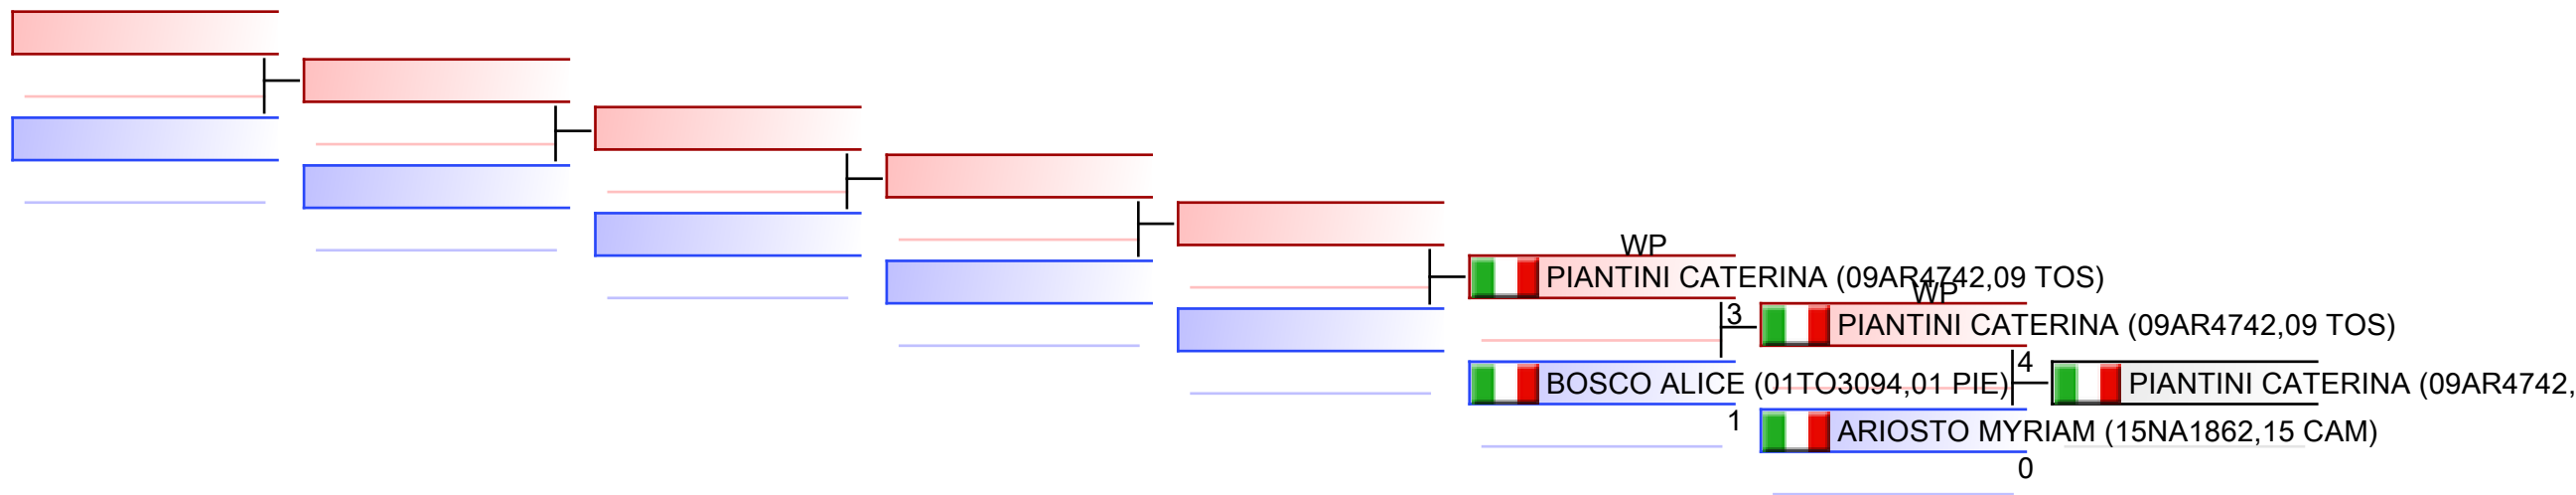 WP
PIANTINI CATERINA (09AR4742,09 TOS)
WP
3
PIANTINI CATERINA (09AR4742,09 TOS)
4
BOSCO ALICE (01TO3094,01 PIE)
PIANTINI CATERINA (09AR4742,
1
ARIOSTO MYRIAM (15NA1862,15 CAM)
0